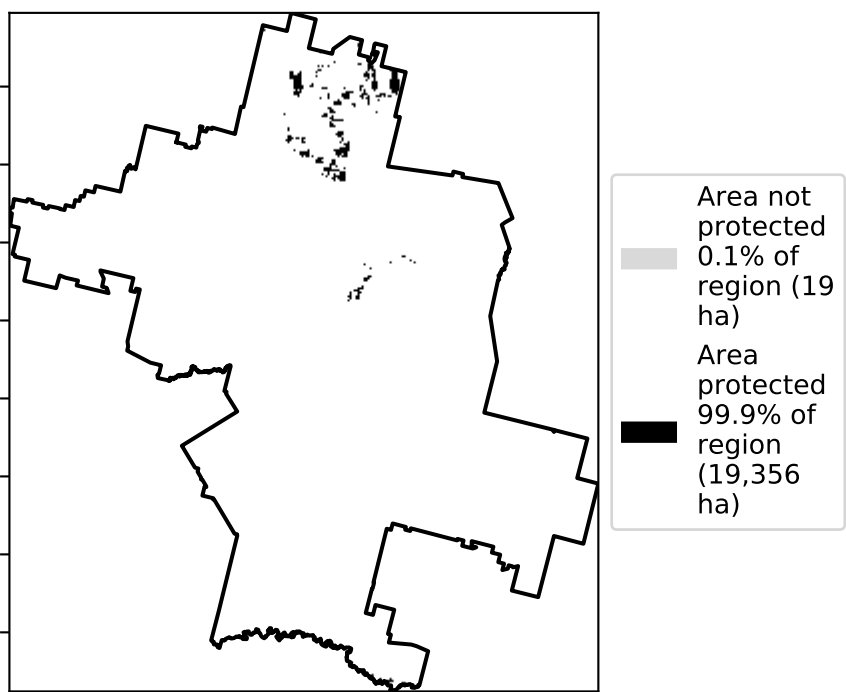 Area not
protected
0.1% of
region (19
ha)
Area
protected
99.9% of
region
(19,356
ha)